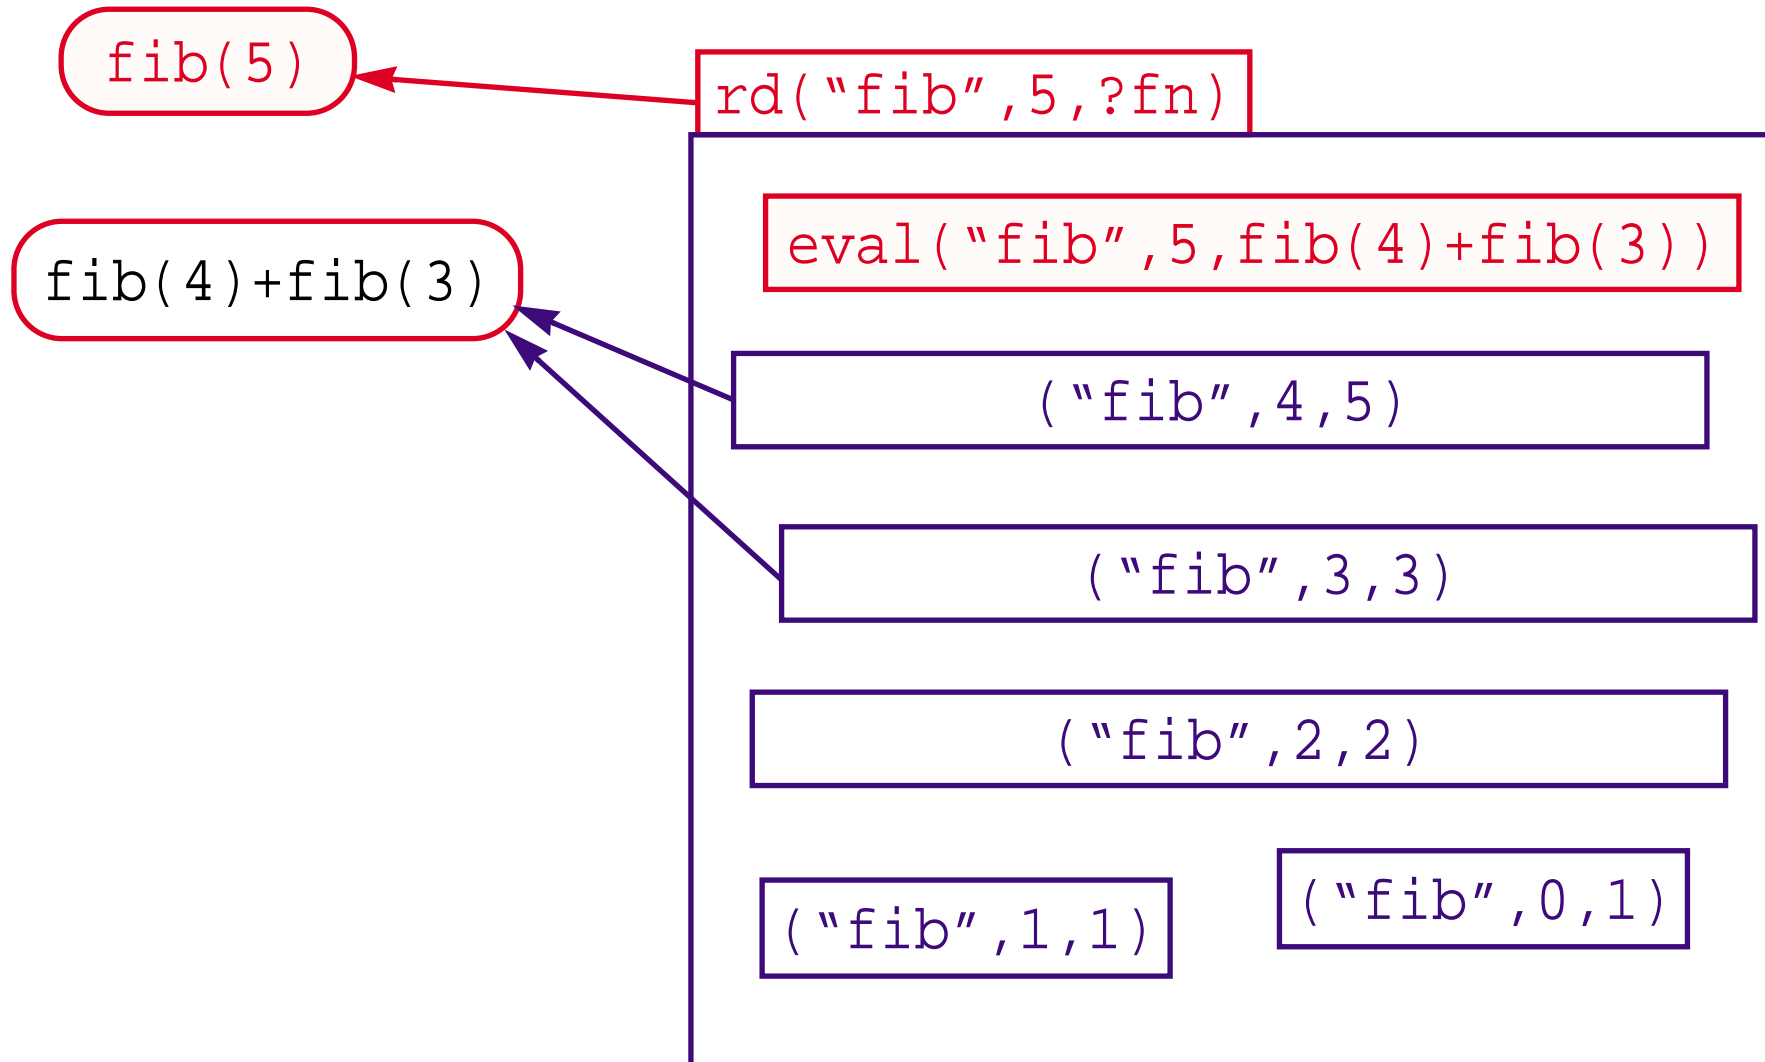 fib(5)
rd(“fib”,5,?fn)
eval(“fib”,5,fib(4)+fib(3))
fib(4)+fib(3)
(“fib”,4,5)
(“fib”,3,3)
(“fib”,2,2)
(“fib”,1,1)
(“fib”,0,1)